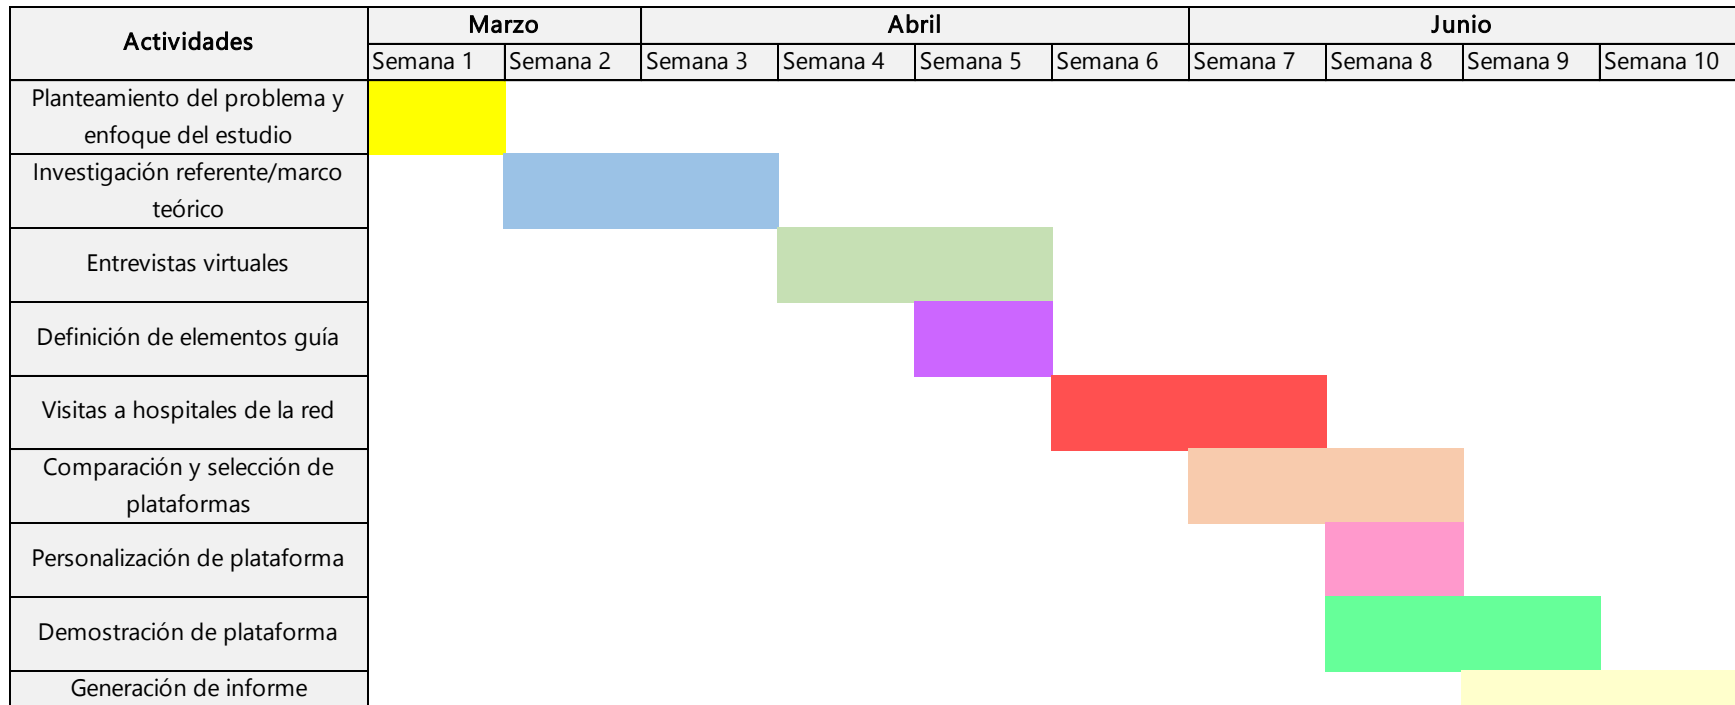 Actividades
Marzo
Abril
Junio
Semana 1
Semana 2
Semana 3
Semana 4
Semana 5
Semana 6
Semana 7
Semana 8
Semana 9
Semana 10
Planteamiento del problema y
enfoque del estudio
Investigación referente/marco
teórico
Entrevistas virtuales
Definición de elementos guía
Visitas a hospitales de la red
Comparación y selección de
plataformas
Personalización de plataforma
Demostración de plataforma
Generación de informe